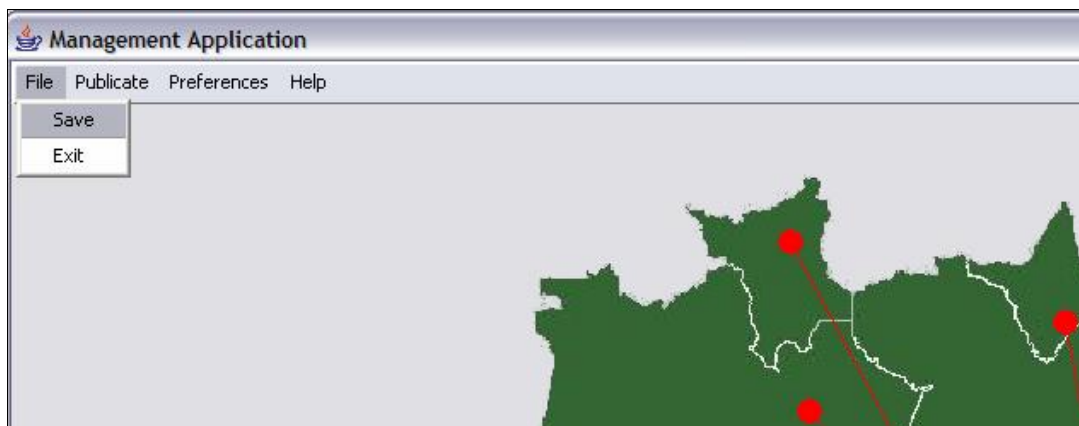 Management Application
File Publicate Preferences Help
Save
Exit